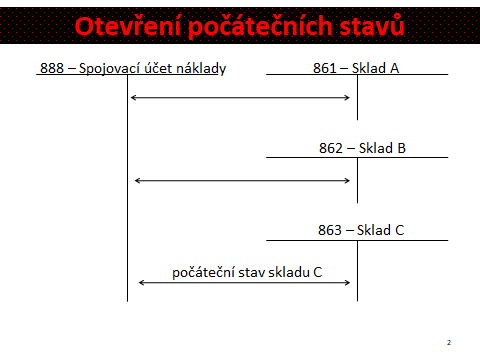 Otevření počátečních stavů
888 – Spojovací účet náklady
861 – Sklad A
862 – Sklad B
863 – Sklad C
počáteční stav skladu C
2